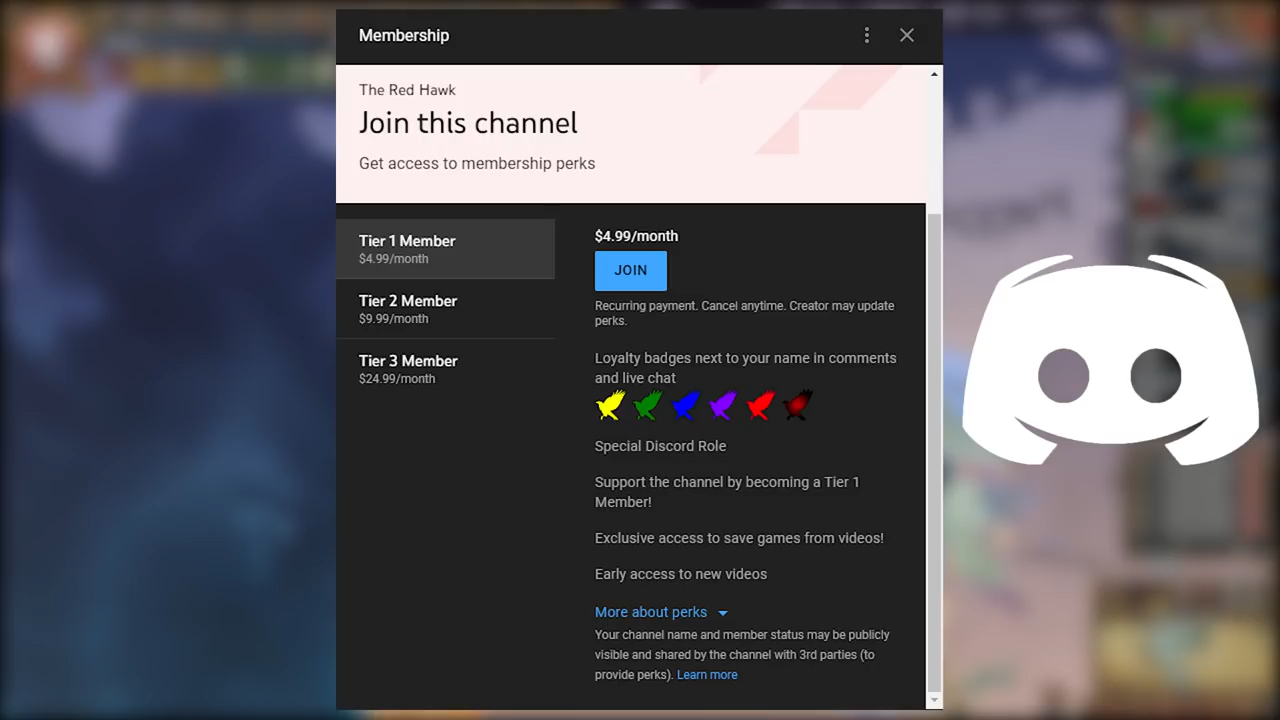 Membership
The Red Hawk
Join this channel
Get access to membership perks
Tier 1 Member
$4.99/month
Tier 2 Member
$9.99/month
Tier 3 Member
$24.99/month
$4.99/month
JOIN
Recurring payment. Cancel anytime. Creator may update
perks.
Loyalty badges next to your name in comments
and live chat
Special Discord Role
Support the channel by becoming a Tier 1
Member!
Exclusive access to save games from videos!
Early access to new videos
More about perks
Your channel name and member status may be publicly
visible and shared by the channel with 3rd parties (to
provide perks). Learn more